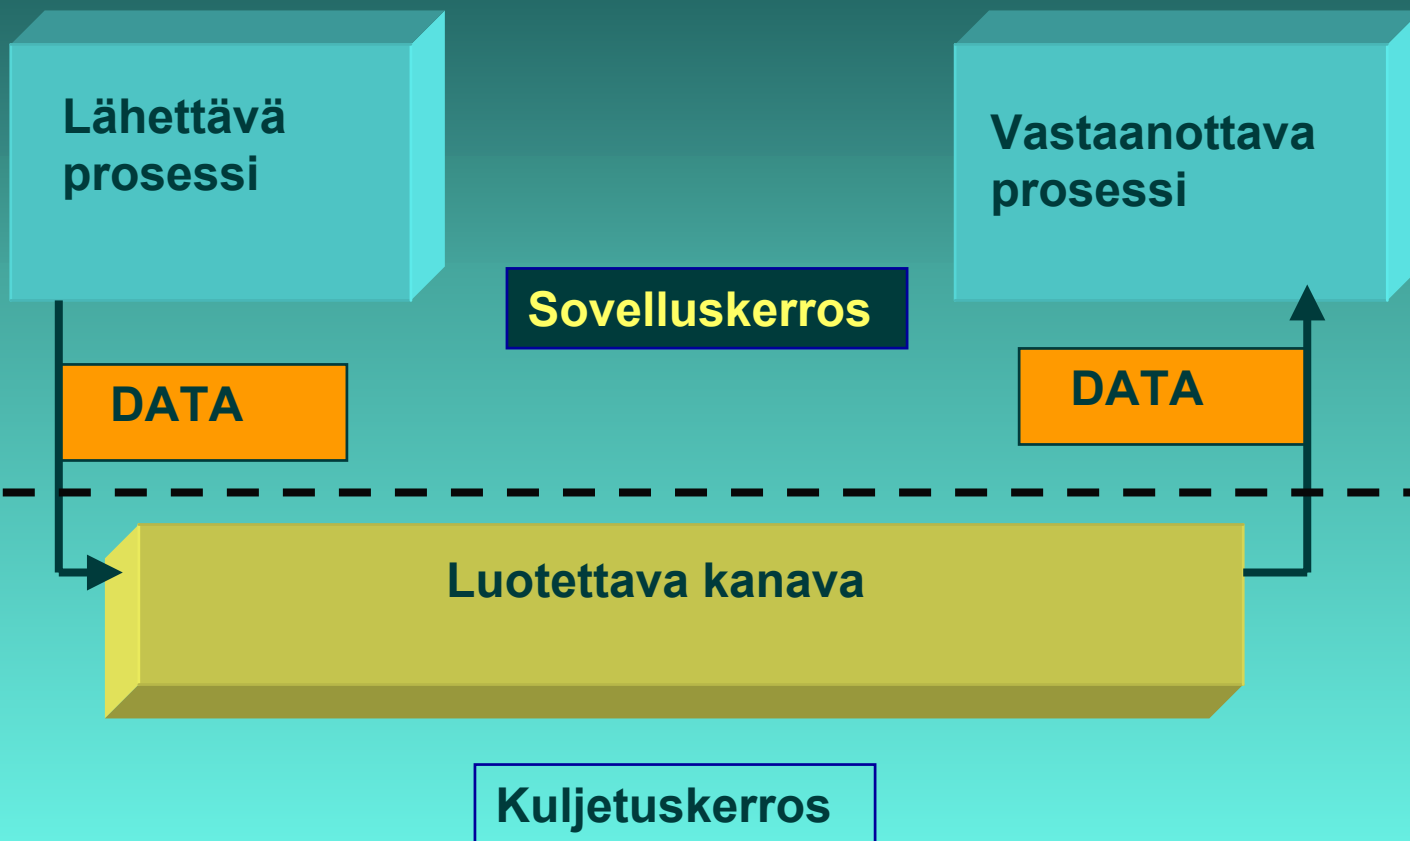 Lähettävä
prosessi
Vastaanottava
prosessi
Sovelluskerros
DATA
DATA
Luotettava kanava
Kuljetuskerros